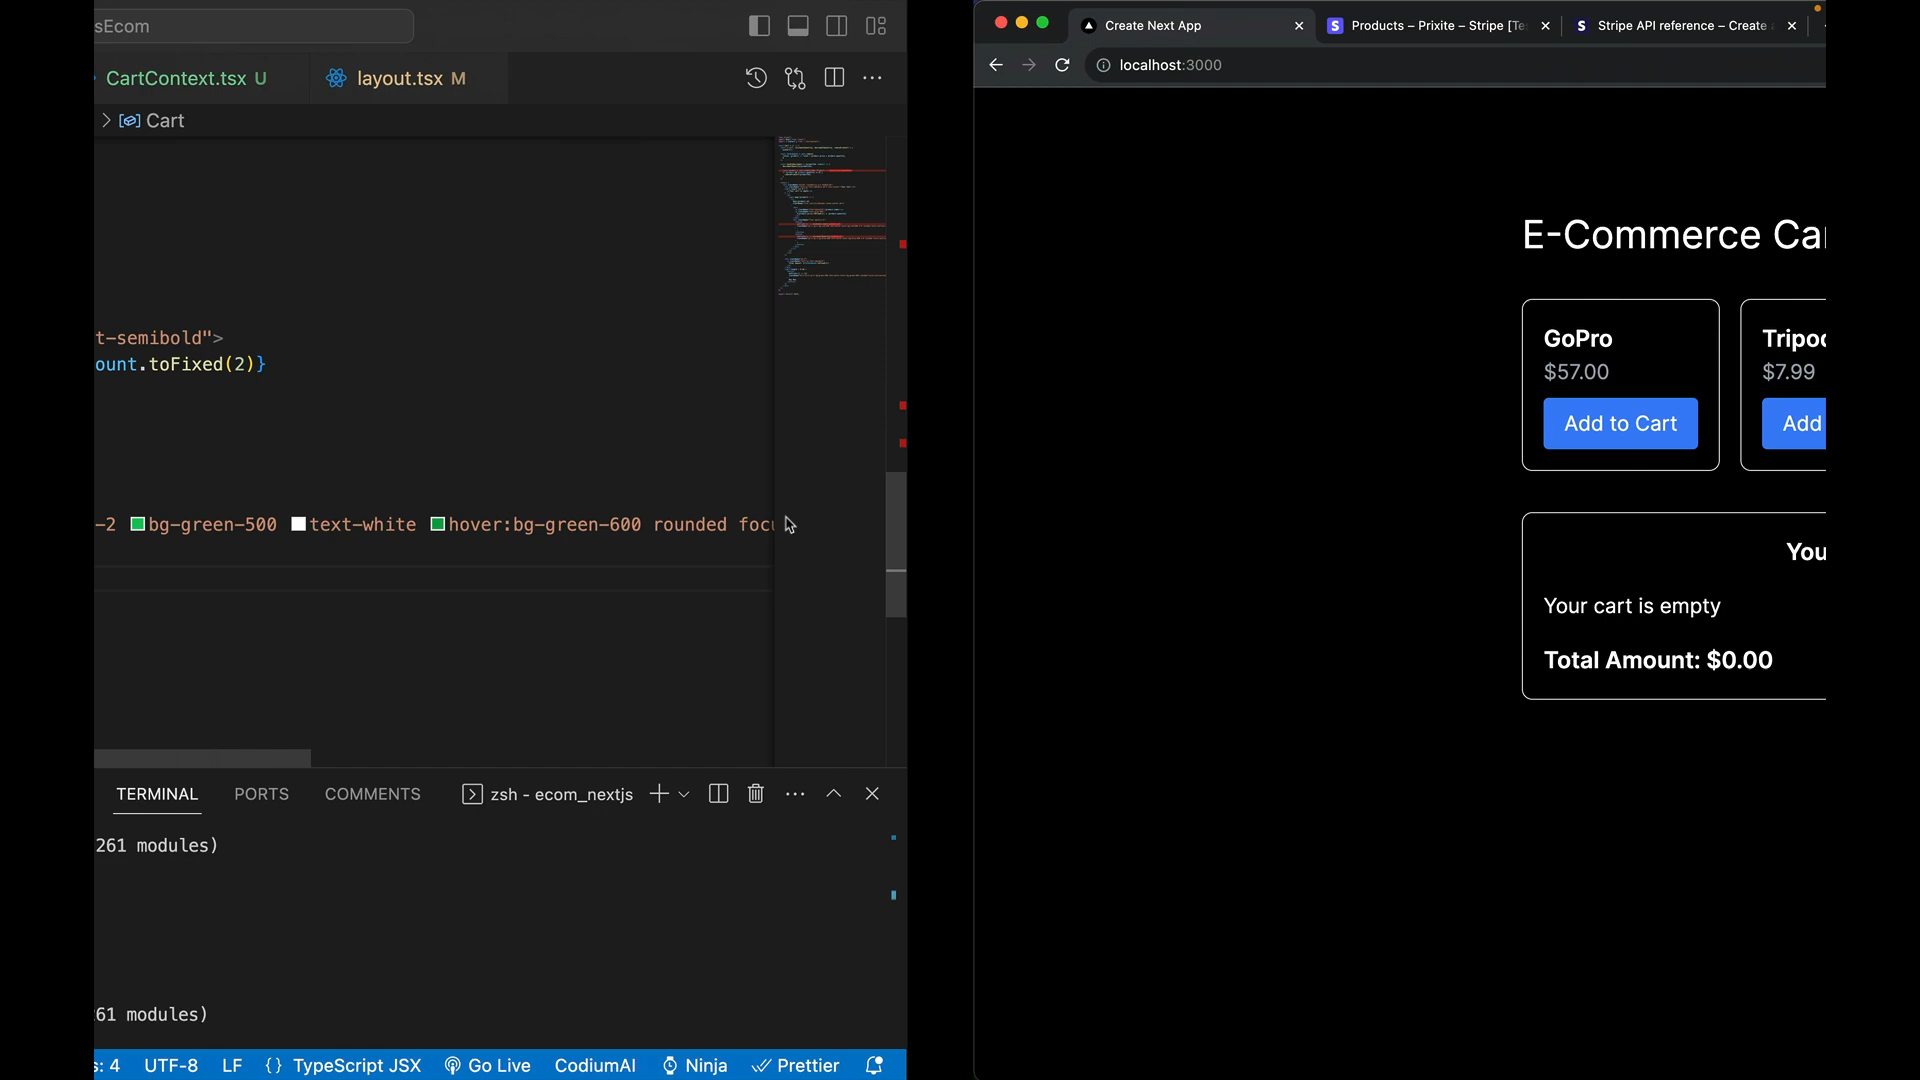 sEcom
CartContext.tsx U
layout.tsx M
Cart
t-semibold">
ount.toFixed(2)}
-2 bg-green-500 text-white hover:bg-green-600 rounded focu
TERMINAL PORTS COMMENTS zsh - ecom_nextjs
261 modules)
61 modules)
s: 4 UTF-8 LF {} TypeScript JSX Go Live CodiumAI Ninja Prettier
Create Next App
Products – Prixite – Stripe [Te
Stripe API reference – Create
localhost:3000
E-Commerce Car
GoPro
$57.00
Add to Cart
Tripod
$7.99
Add
You
Your cart is empty
Total Amount: $0.00